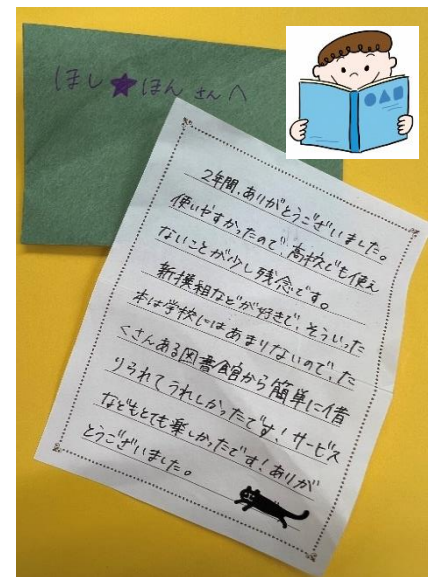 ほし★ほんさんへ
2年間、ありがとうございました。
使いやすかったので、高校でも使え
ないことが少し残念です。
新撰組などが好きで、そういった
本は学校にはあまりないので、た
くさんある図書館から簡単に借
りられてうれしかったです！サービス
などもとても楽しかったです！ありが
とうございました。